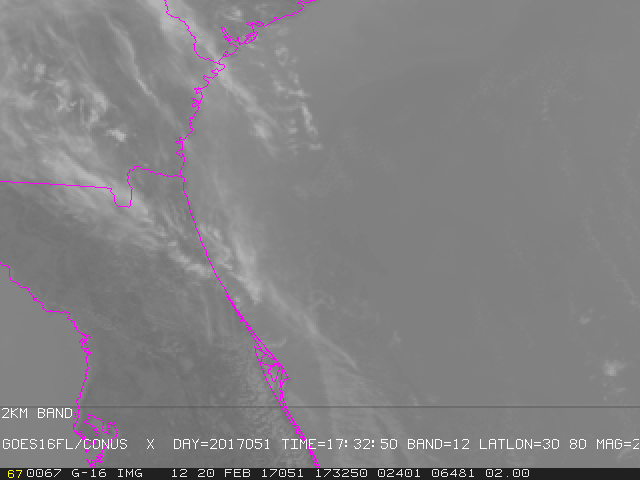 2KM BAND
GOES16FL/CONUS X DAY=2017051 TIME=17:32:50 BAND=12 LATLON=30 80 MAG=2
67 0067 G-16 IMG 12 20 FEB 17051 173250 02401 06481 02.00